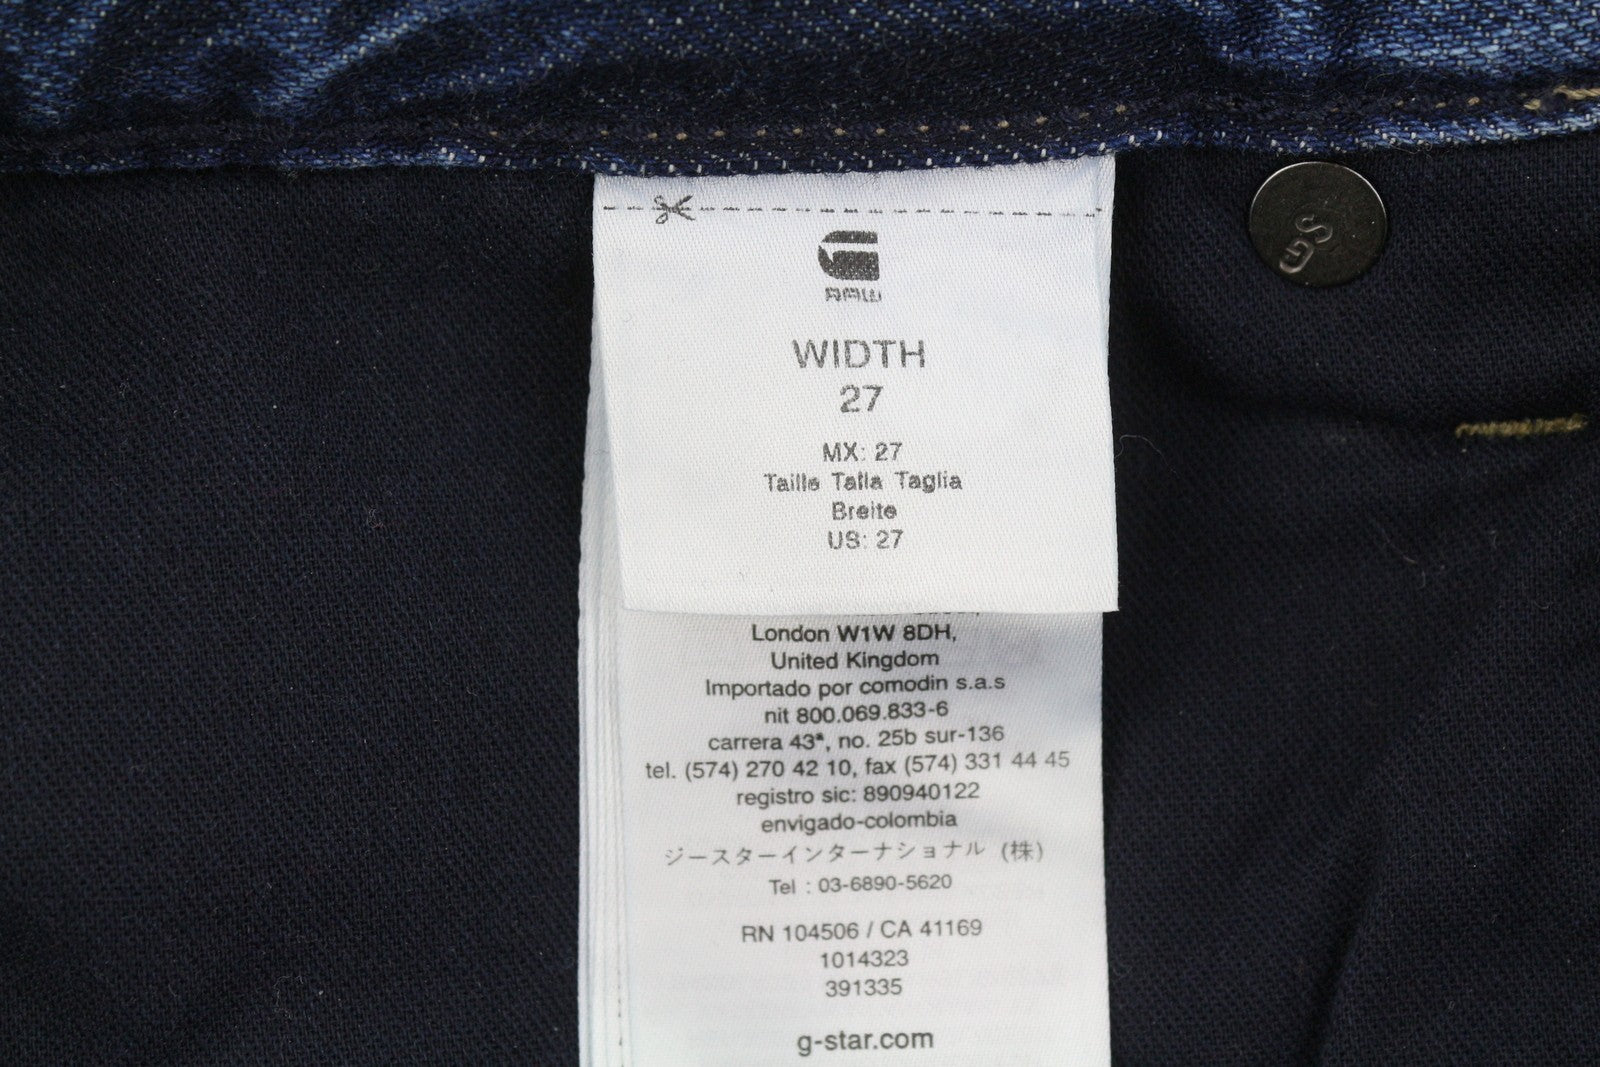 RAW
WIDTH
27
MX: 27
Taille Talla Taglia
Breite
US: 27
London W1W 8DH,
United Kingdom
Importado por comodin s.a.s
nit 800.069.833-6
carrera 43ª, no. 25b sur-136
tel. (574) 270 42 10, fax (574) 331 44 45
registro sic: 890940122
envigado-colombia
ジースターインターナショナル (株)
Tel : 03-6890-5620
RN 104506 / CA 41169
1014323
391335
g-star.com
GS